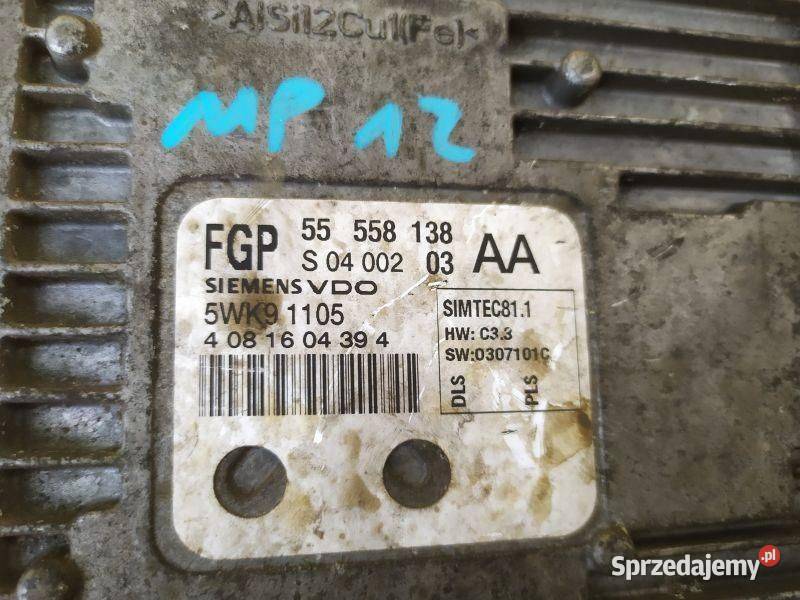 >AlSi12Cu1(Fe)<
MP 12
FGP 55 558 138 AA
S 04 002 03
SIEMENS VDO
5WK9 1105
4 08 16 04 39 4
SIMTEC81.1
HW: C3.3
SW:0307101C
DLS
PLS
Sprzedajemy.pl